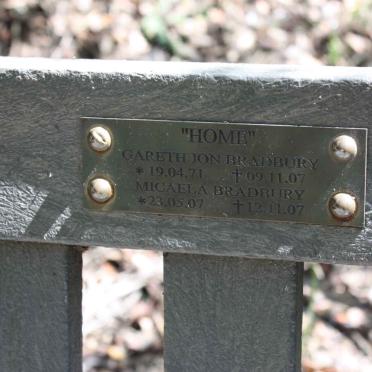 "HOME"
GARETH JON BRADBURY
* 19.04.71 ✝ 09.11.07
MICAELA BRADBURY
* 23.05.07 ✝ 12.11.07